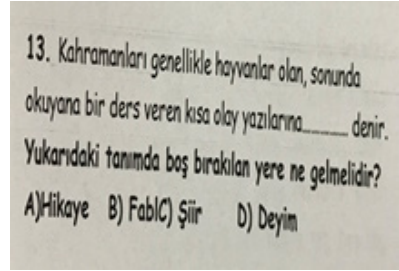 13. Kahramanları genellikle hayvanlar olan, sonunda
okuyana bir ders veren kısa olay yazılarına........... denir.
Yukarıdaki tanımda boş bırakılan yere ne gelmelidir?
A)Hikaye B) FablC) Şiir D) Deyim